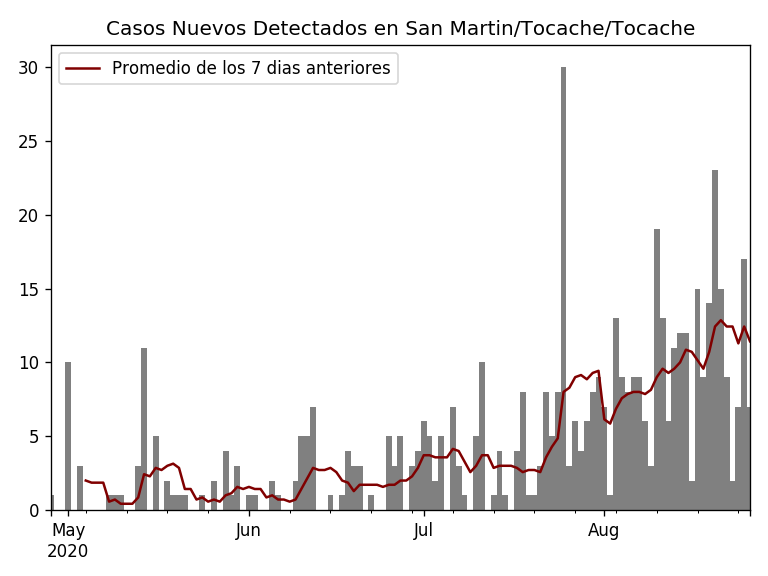 Casos Nuevos Detectados en San Martin/Tocache/Tocache
Promedio de los 7 dias anteriores
30
25
20
15
10
5
0
May Jun Jul Aug
2020